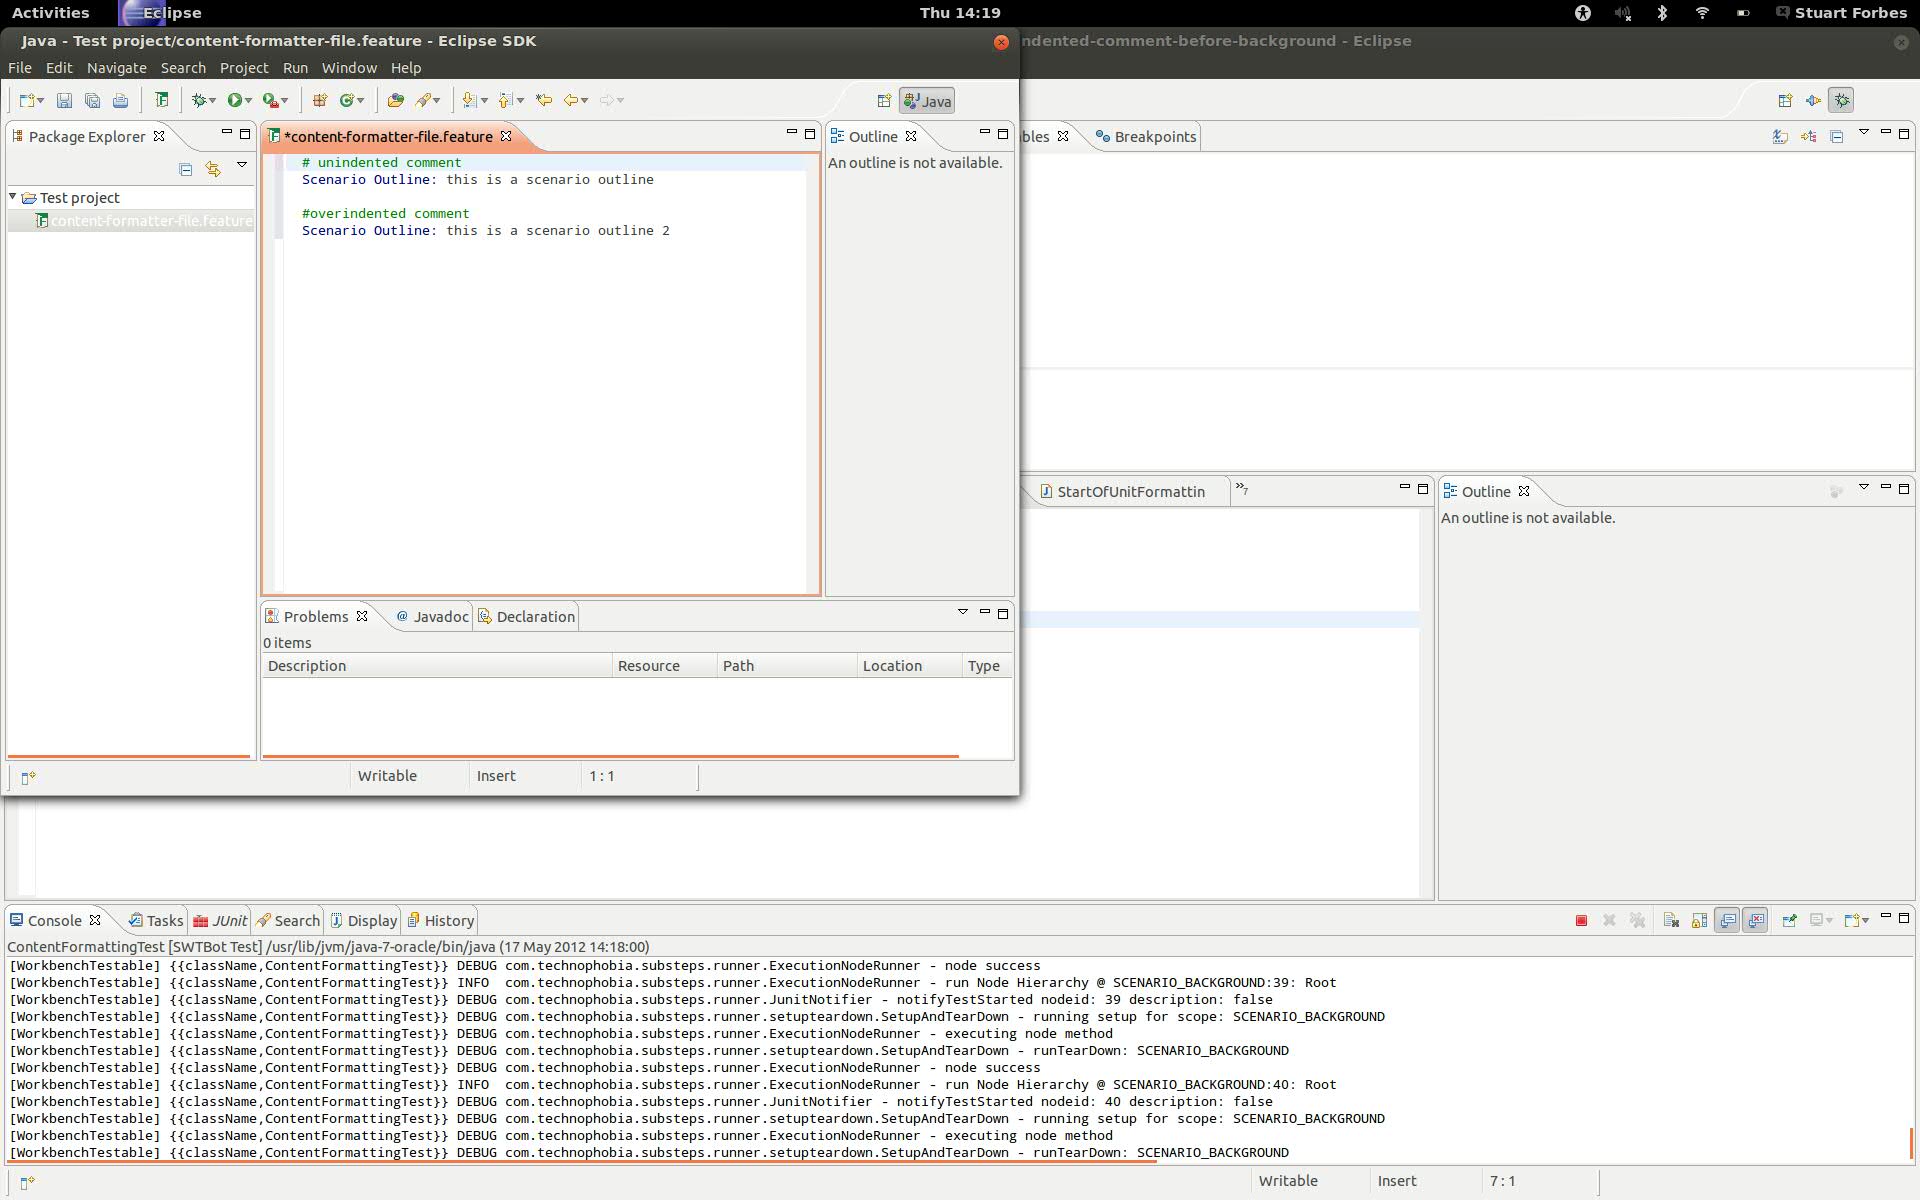 Activities Eclipse Thu 14:19 Stuart Forbes
Java - Test project/content-formatter-file.feature - Eclipse SDK
ndented-comment-before-background - Eclipse
File Edit Navigate Search Project Run Window Help
Java
Package Explorer
*content-formatter-file.feature
Outline
bles
Breakpoints
# unindented comment
Scenario Outline: this is a scenario outline
#overindented comment
Scenario Outline: this is a scenario outline 2
An outline is not available.
Test project
content-formatter-file.feature
StartOfUnitFormattin
»7
Outline
An outline is not available.
Problems
@ Javadoc
Declaration
0 items
Description Resource Path Location Type
Writable Insert 1 : 1
Console
Tasks
JUnit
Search
Display
History
ContentFormattingTest [SWTBot Test] /usr/lib/jvm/java-7-oracle/bin/java (17 May 2012 14:18:00)
[WorkbenchTestable] {{className,ContentFormattingTest}} DEBUG com.technophobia.substeps.runner.ExecutionNodeRunner - node success
[WorkbenchTestable] {{className,ContentFormattingTest}} INFO  com.technophobia.substeps.runner.ExecutionNodeRunner - run Node Hierarchy @ SCENARIO_BACKGROUND:39: Root
[WorkbenchTestable] {{className,ContentFormattingTest}} DEBUG com.technophobia.substeps.runner.JunitNotifier - notifyTestStarted nodeid: 39 description: false
[WorkbenchTestable] {{className,ContentFormattingTest}} DEBUG com.technophobia.substeps.runner.setupteardown.SetupAndTearDown - running setup for scope: SCENARIO_BACKGROUND
[WorkbenchTestable] {{className,ContentFormattingTest}} DEBUG com.technophobia.substeps.runner.ExecutionNodeRunner - executing node method
[WorkbenchTestable] {{className,ContentFormattingTest}} DEBUG com.technophobia.substeps.runner.setupteardown.SetupAndTearDown - runTearDown: SCENARIO_BACKGROUND
[WorkbenchTestable] {{className,ContentFormattingTest}} DEBUG com.technophobia.substeps.runner.ExecutionNodeRunner - node success
[WorkbenchTestable] {{className,ContentFormattingTest}} INFO  com.technophobia.substeps.runner.ExecutionNodeRunner - run Node Hierarchy @ SCENARIO_BACKGROUND:40: Root
[WorkbenchTestable] {{className,ContentFormattingTest}} DEBUG com.technophobia.substeps.runner.JunitNotifier - notifyTestStarted nodeid: 40 description: false
[WorkbenchTestable] {{className,ContentFormattingTest}} DEBUG com.technophobia.substeps.runner.setupteardown.SetupAndTearDown - running setup for scope: SCENARIO_BACKGROUND
[WorkbenchTestable] {{className,ContentFormattingTest}} DEBUG com.technophobia.substeps.runner.ExecutionNodeRunner - executing node method
[WorkbenchTestable] {{className,ContentFormattingTest}} DEBUG com.technophobia.substeps.runner.setupteardown.SetupAndTearDown - runTearDown: SCENARIO_BACKGROUND
Writable Insert 7 : 1